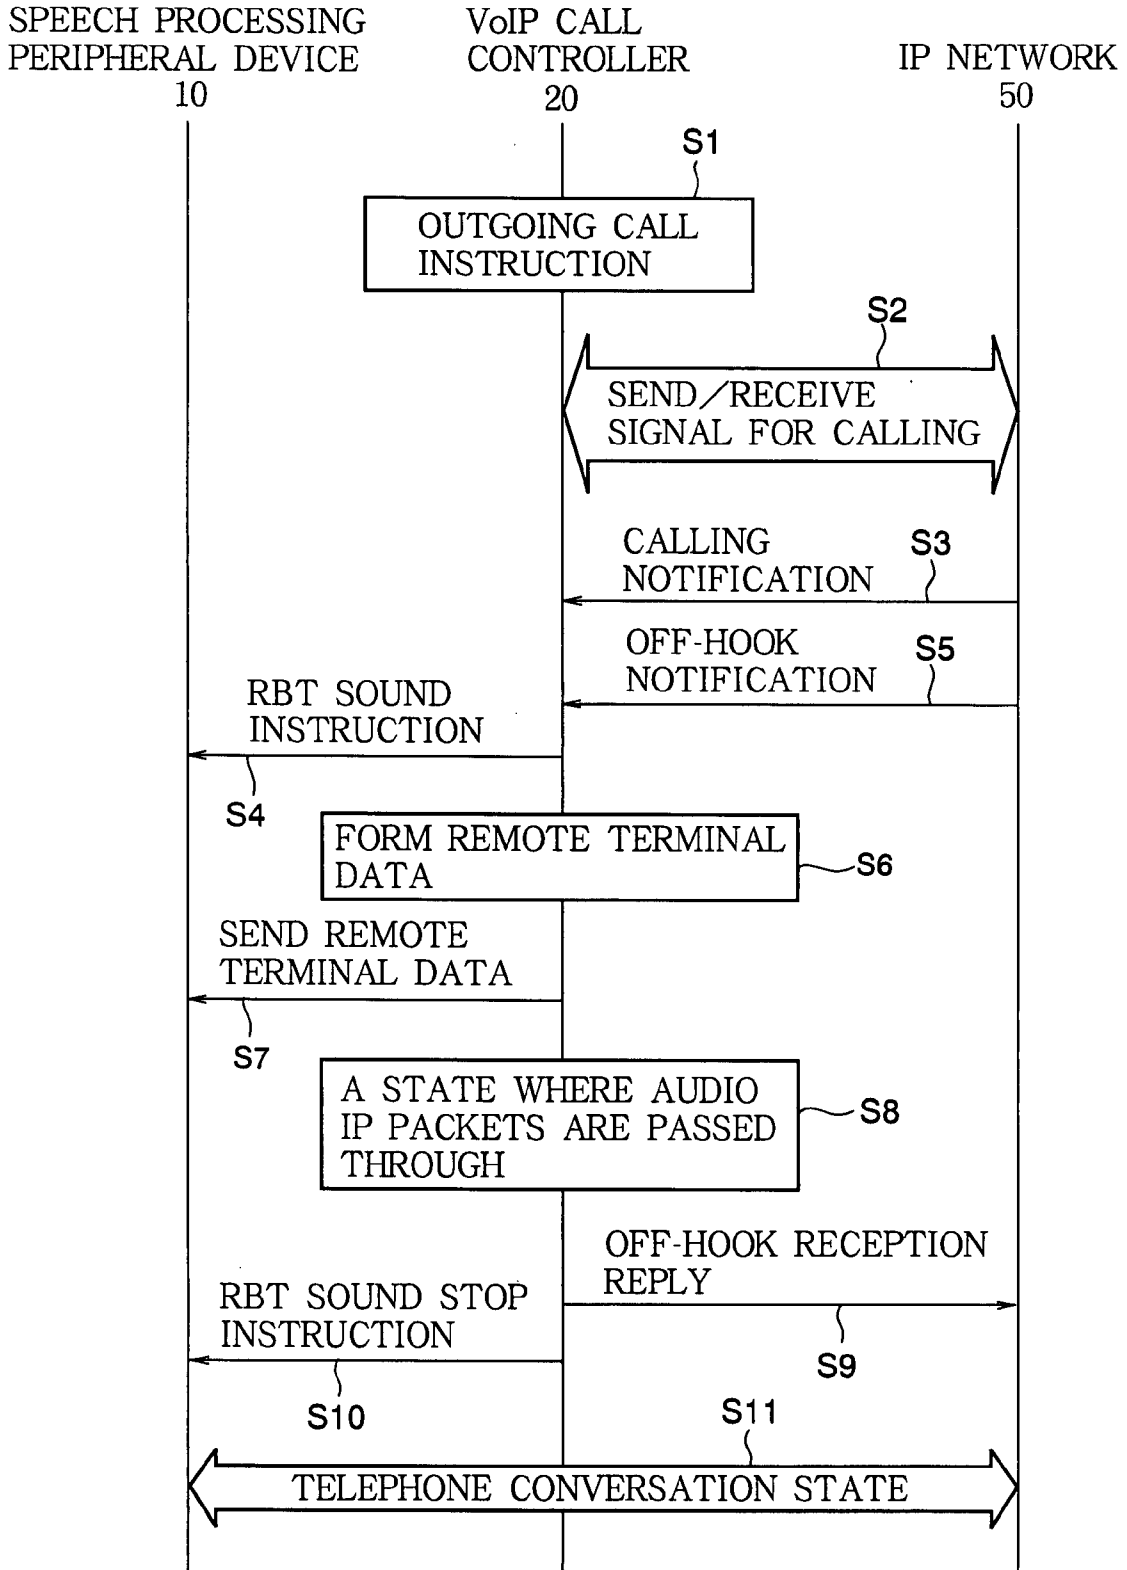 SPEECH PROCESSING
PERIPHERAL DEVICE
10
VoIP CALL
CONTROLLER
20
IP NETWORK
50
S1
OUTGOING CALL
INSTRUCTION
S2
SEND/RECEIVE
SIGNAL FOR CALLING
CALLING
NOTIFICATION
S3
OFF-HOOK
NOTIFICATION
S5
RBT SOUND
INSTRUCTION
S4
FORM REMOTE TERMINAL
DATA
S6
SEND REMOTE
TERMINAL DATA
S7
A STATE WHERE AUDIO
IP PACKETS ARE PASSED
THROUGH
S8
OFF-HOOK RECEPTION
REPLY
S9
RBT SOUND STOP
INSTRUCTION
S10
S11
TELEPHONE CONVERSATION STATE